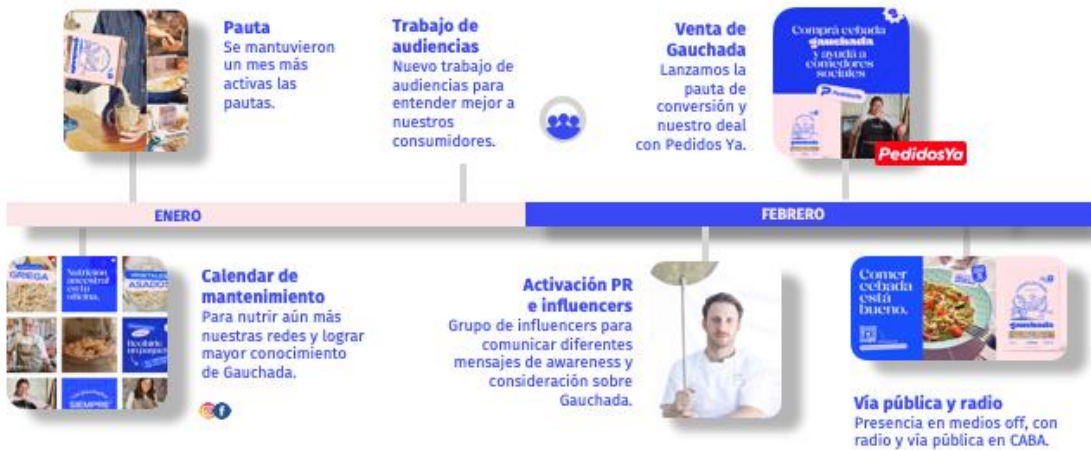 Pauta
Se mantuvieron
un mes más
activas las
pautas.
Trabajo de
audiencias
Nuevo trabajo de
audiencias para
entender mejor a
nuestros
consumidores.
Venta de
Gauchada
Lanzamos la
pauta de
conversión y
nuestro deal
con Pedidos Ya.
Comprá cebada
gauchada
y ayudá a
comedores
sociales
PedidosYa
PedidosYa
ENERO
FEBRERO
GRIEGA
Nutrición
ancestral
en tu
oficina.
VEGETALES
ASADOS
Recibiste
un paquete
SIEMPRE
Calendar de
mantenimiento
Para nutrir aún más
nuestras redes y lograr
mayor conocimiento
de Gauchada.
Activación PR
e influencers
Grupo de influencers para
comunicar diferentes
mensajes de awareness y
consideración sobre
Gauchada.
Comer
cebada
está
bueno.
gauchada
Vía pública y radio
Presencia en medios off, con
radio y vía pública en CABA.